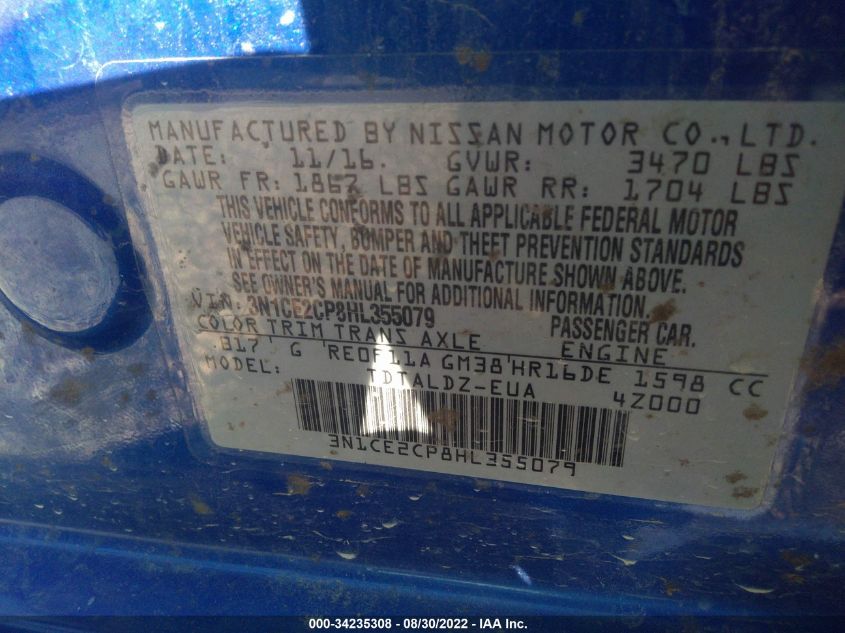 MANUFACTURED BY NISSAN MOTOR CO., LTD.
DATE: 11/16. GVWR: 3470 LBS
GAWR FR: 1867 LBS GAWR RR: 1704 LBS
THIS VEHICLE CONFORMS TO ALL APPLICABLE FEDERAL MOTOR
VEHICLE SAFETY, BUMPER AND THEFT PREVENTION STANDARDS
IN EFFECT ON THE DATE OF MANUFACTURE SHOWN ABOVE.
SEE OWNER'S MANUAL FOR ADDITIONAL INFORMATION.
VIN: 3N1CE2CP8HL355079 PASSENGER CAR.
COLOR TRIM TRANS AXLE ENGINE
B17 G RE0F11A GM38 HR16DE 1598 CC
MODEL: TDTALDZ-EUA 4Z000
3N1CE2CP8HL355079
000-34235308 - 08/30/2022 - IAA Inc.